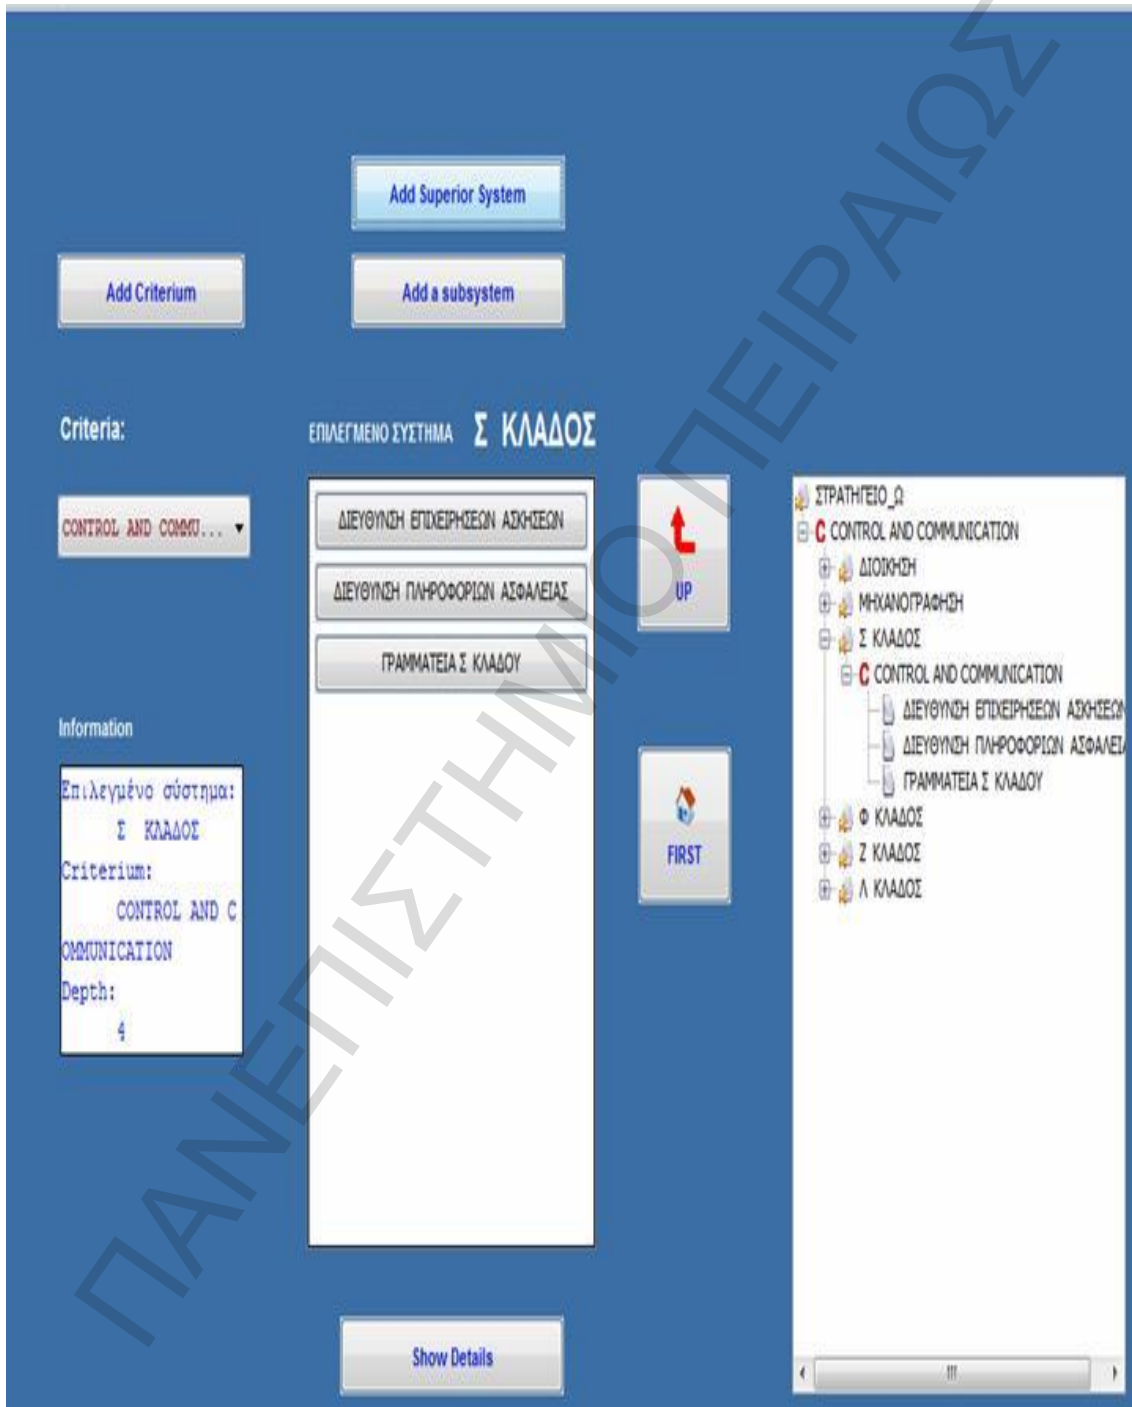 Add Superior System
Add Criterium
Add a subsystem
Criteria:
ΕΠΙΛΕΓΜΕΝΟ ΣΥΣΤΗΜΑ Σ ΚΛΑΔΟΣ
CONTROL AND COMMU...
ΔΙΕΥΘΥΝΣΗ ΕΠΙΧΕΙΡΗΣΕΩΝ ΑΣΚΗΣΕΩΝ
ΔΙΕΥΘΥΝΣΗ ΠΛΗΡΟΦΟΡΙΩΝ ΑΣΦΑΛΕΙΑΣ
ΓΡΑΜΜΑΤΕΙΑ Σ ΚΛΑΔΟΥ
UP
FIRST
Information
Επιλεγμένο σύστημα:
Σ ΚΛΑΔΟΣ
Criterium:
CONTROL AND C
OMMUNICATION
Depth:
4
ΣΤΡΑΤΗΓΕΙΟ_Ω
C CONTROL AND COMMUNICATION
ΔΙΟΙΚΗΣΗ
ΜΗΧΑΝΟΓΡΑΦΗΣΗ
Σ ΚΛΑΔΟΣ
C CONTROL AND COMMUNICATION
ΔΙΕΥΘΥΝΣΗ ΕΠΙΧΕΙΡΗΣΕΩΝ ΑΣΚΗΣΕΩΝ
ΔΙΕΥΘΥΝΣΗ ΠΛΗΡΟΦΟΡΙΩΝ ΑΣΦΑΛΕΙΑ
ΓΡΑΜΜΑΤΕΙΑ Σ ΚΛΑΔΟΥ
Φ ΚΛΑΔΟΣ
Ζ ΚΛΑΔΟΣ
Λ ΚΛΑΔΟΣ
Show Details
ΠΑΝΕΠΙΣΤΗΜΙΟ ΠΕΙΡΑΙΩΣ